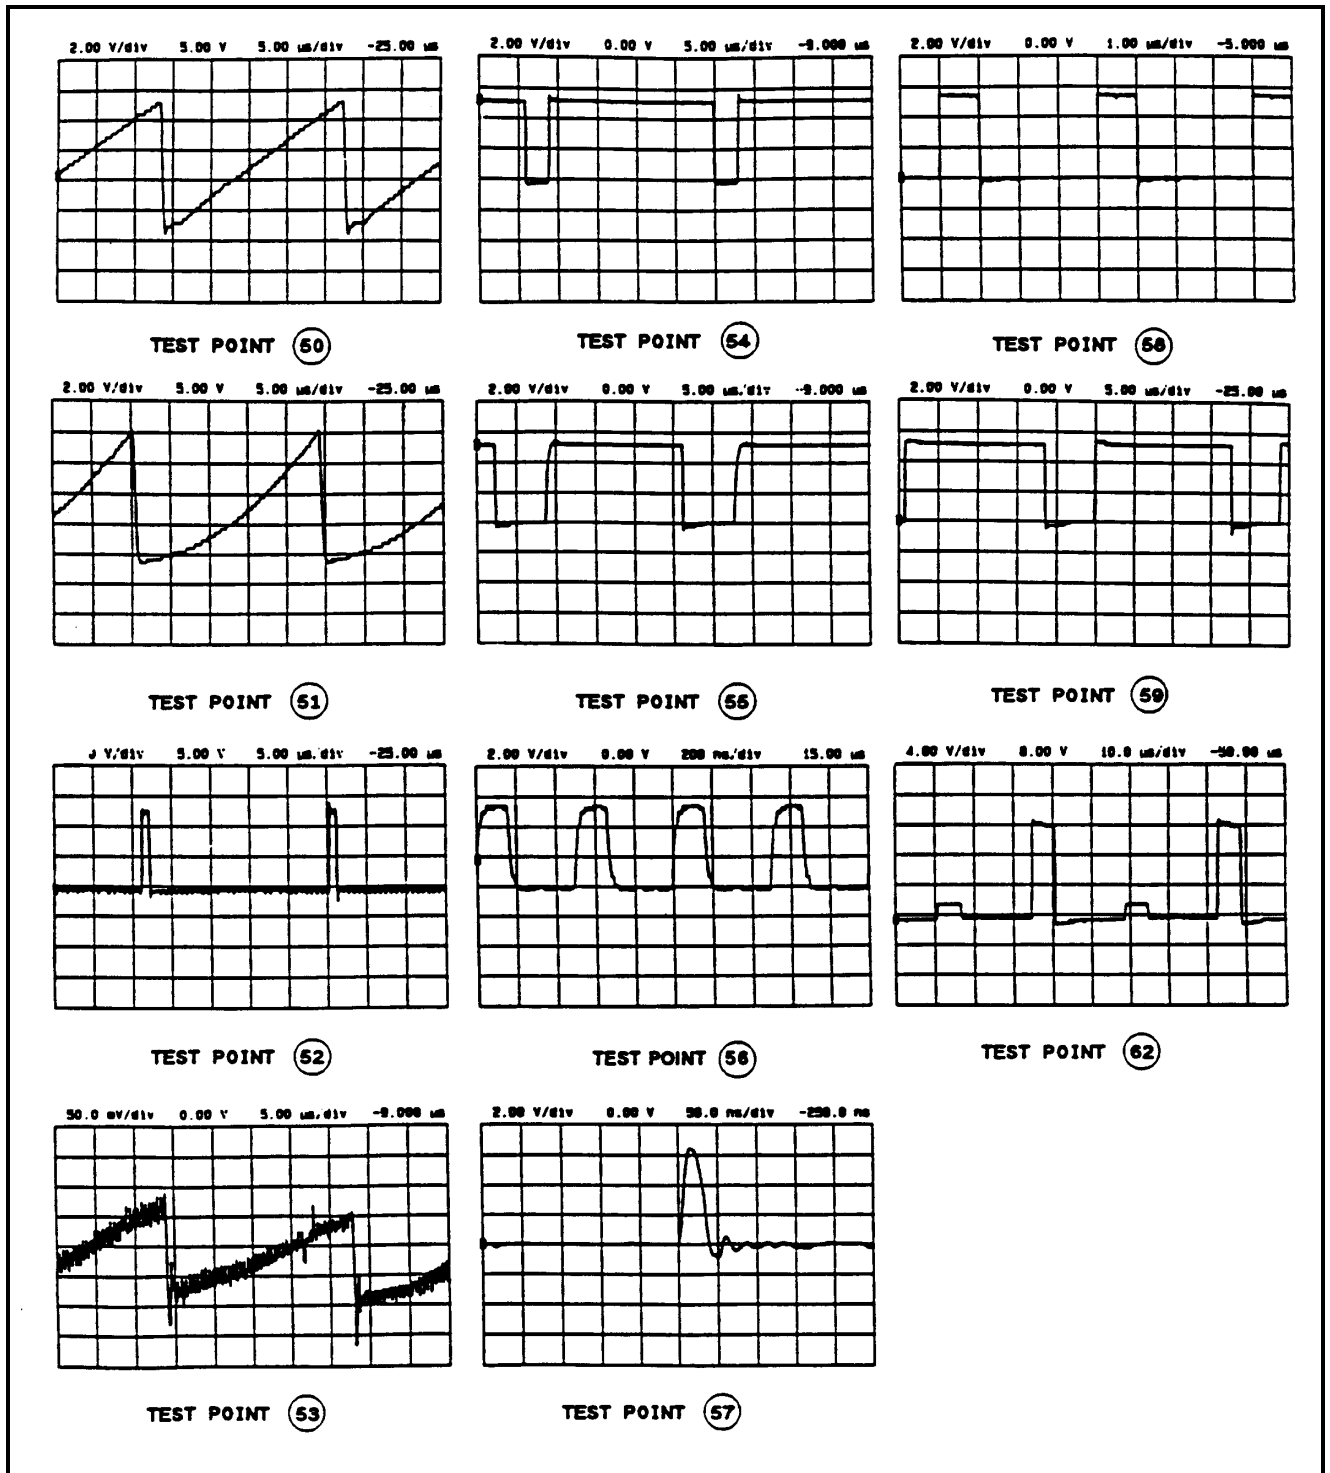 2.00 V/div 5.00 V 5.00 us/div -25.00 us
2.00 V/div 0.00 V 5.00 us/div -9.000 us
2.00 V/div 0.00 V 1.00 us/div -5.000 us
TEST POINT 50
TEST POINT 54
TEST POINT 58
2.00 V/div 5.00 V 5.00 us/div -25.00 us
2.00 V/div 0.00 V 5.00 us/div -9.000 us
2.00 V/div 0.00 V 5.00 us/div -25.00 us
TEST POINT 51
TEST POINT 55
TEST POINT 59
V/div 5.00 V 5.00 us/div -25.00 us
2.00 V/div 0.00 V 200 ns/div 15.00 us
4.00 V/div 8.00 V 10.0 us/div -50.00 us
TEST POINT 52
TEST POINT 56
TEST POINT 62
50.0 mV/div 0.00 V 5.00 us/div -9.000 us
2.00 V/div 0.00 V 50.0 ns/div -250.0 ns
TEST POINT 53
TEST POINT 57